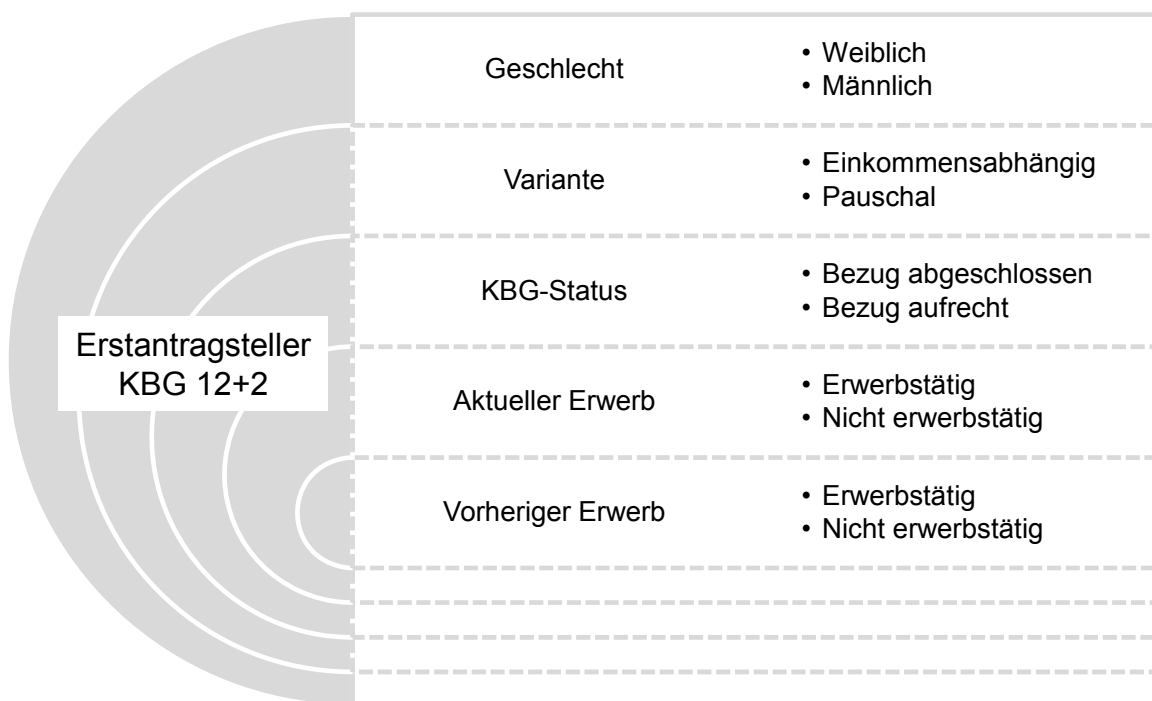 Erstantragsteller
KBG 12+2
Geschlecht
• Weiblich
• Männlich
Variante
• Einkommensabhängig
• Pauschal
KBG-Status
• Bezug abgeschlossen
• Bezug aufrecht
Aktueller Erwerb
• Erwerbstätig
• Nicht erwerbstätig
Vorheriger Erwerb
• Erwerbstätig
• Nicht erwerbstätig